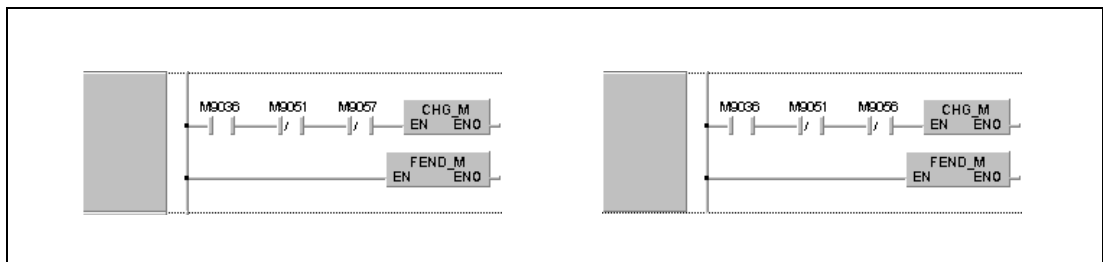 M9036 M9051 M9057 CHG_M
EN ENO
FEND_M
EN ENO
M9036 M9051 M9056 CHG_M
EN ENO
FEND_M
EN ENO